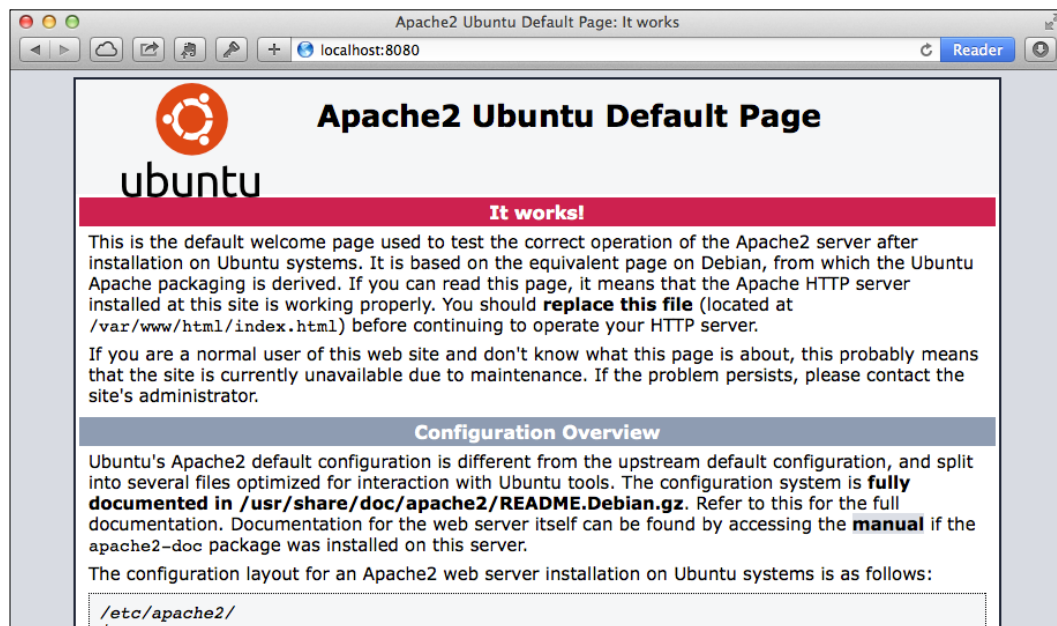 Apache2 Ubuntu Default Page: It works
localhost:8080
Reader
Apache2 Ubuntu Default Page
ubuntu
It works!
This is the default welcome page used to test the correct operation of the Apache2 server after
installation on Ubuntu systems. It is based on the equivalent page on Debian, from which the Ubuntu
Apache packaging is derived. If you can read this page, it means that the Apache HTTP server
installed at this site is working properly. You should replace this file (located at
/var/www/html/index.html) before continuing to operate your HTTP server.
If you are a normal user of this web site and don't know what this page is about, this probably means
that the site is currently unavailable due to maintenance. If the problem persists, please contact the
site's administrator.
Configuration Overview
Ubuntu's Apache2 default configuration is different from the upstream default configuration, and split
into several files optimized for interaction with Ubuntu tools. The configuration system is fully
documented in /usr/share/doc/apache2/README.Debian.gz. Refer to this for the full
documentation. Documentation for the web server itself can be found by accessing the manual if the
apache2-doc package was installed on this server.
The configuration layout for an Apache2 web server installation on Ubuntu systems is as follows:
/etc/apache2/